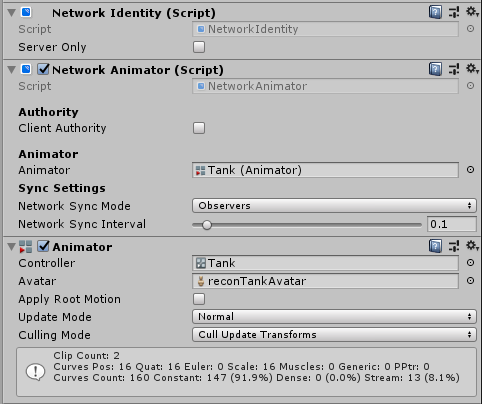 Network Identity (Script)
Script NetworkIdentity
Server Only
Network Animator (Script)
Script NetworkAnimator
Authority
Client Authority
Animator
Animator Tank (Animator)
Sync Settings
Network Sync Mode Observers
Network Sync Interval 0.1
Animator
Controller Tank
Avatar reconTankAvatar
Apply Root Motion
Update Mode Normal
Culling Mode Cull Update Transforms
Clip Count: 2
Curves Pos: 16 Quat: 16 Euler: 0 Scale: 16 Muscles: 0 Generic: 0 PPtr: 0
Curves Count: 160 Constant: 147 (91.9%) Dense: 0 (0.0%) Stream: 13 (8.1%)